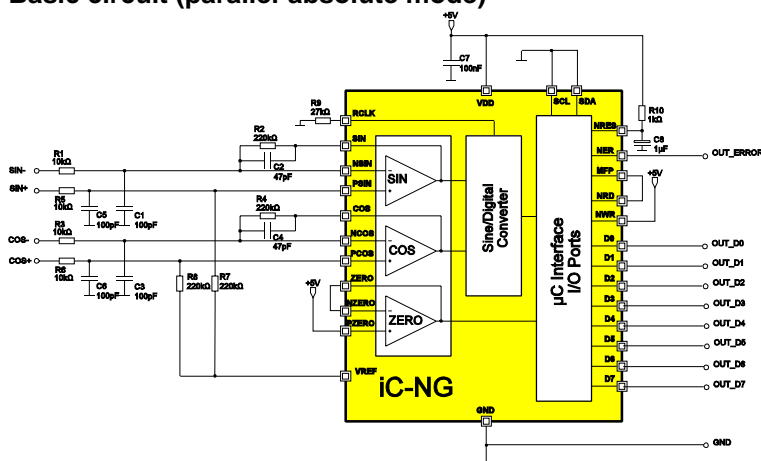 Basic circuit (parallel absolute mode)
+5V
C7
100nF
VDD
SCL
SDA
R10
1kΩ
C8
1µF
R9
27kΩ
RCLK
NRES
R2
220kΩ
SIN
NER
OUT_ERROR
R1
10kΩ
C2
47pF
SIN-
NSIN
SIN
MFP
+5V
SIN+
PSIN
NRD
R5
10kΩ
C5
100pF
C1
100pF
R4
220kΩ
COS
NWR
Sine/Digital
Converter
µC Interface
I/O Ports
R3
10kΩ
C4
47pF
COS-
NCOS
COS
D0
OUT_D0
COS+
PCOS
D1
OUT_D1
R6
10kΩ
C6
100pF
C3
100pF
R8
220kΩ
R7
220kΩ
+5V
ZERO
D2
OUT_D2
NZERO
D3
OUT_D3
PZERO
ZERO
D4
OUT_D4
D5
OUT_D5
D6
OUT_D6
VREF
D7
OUT_D7
iC-NG
GND
GND